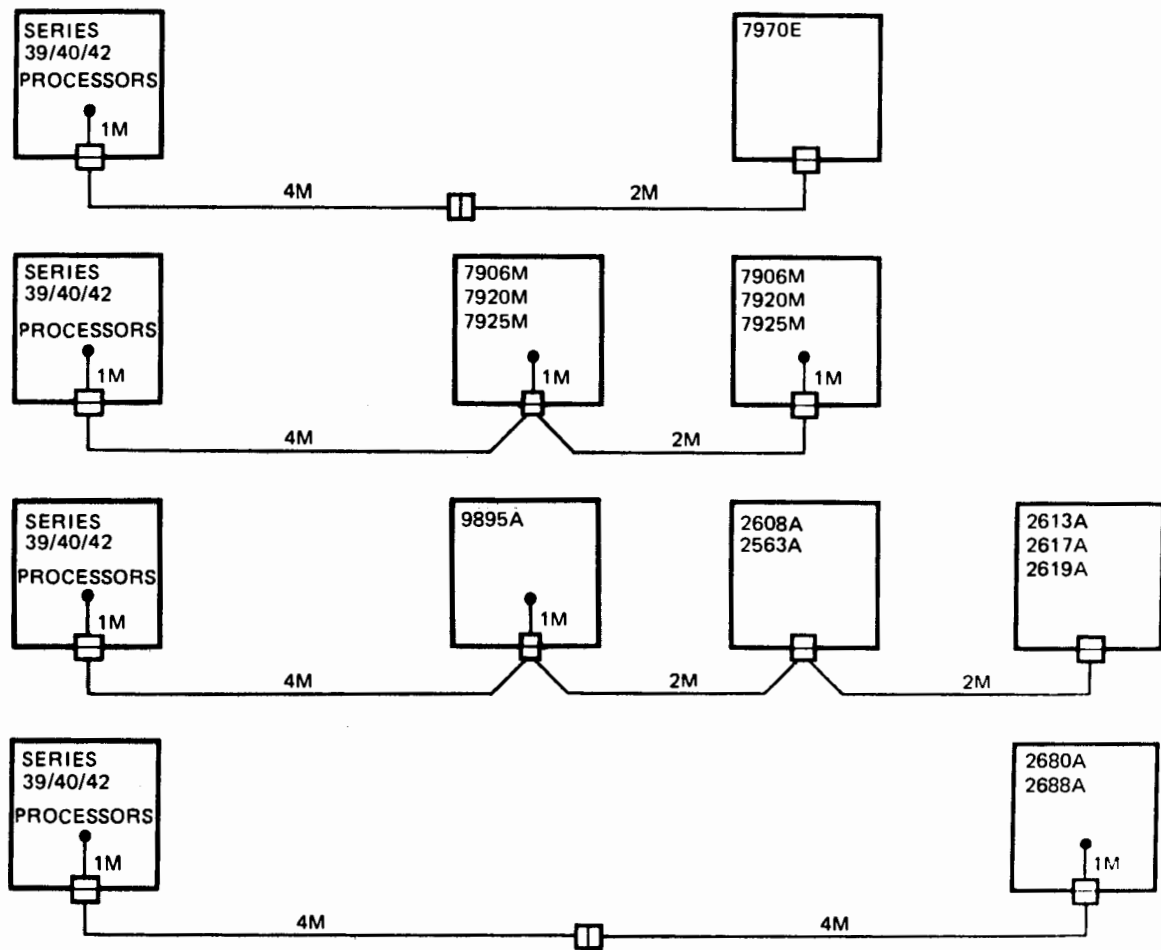 SERIES
39/40/42
PROCESSORS
1M
7970E
4M
2M
SERIES
39/40/42
PROCESSORS
1M
7906M
7920M
7925M
1M
7906M
7920M
7925M
1M
4M
2M
SERIES
39/40/42
PROCESSORS
1M
9895A
1M
2608A
2563A
2613A
2617A
2619A
4M
2M
2M
SERIES
39/40/42
PROCESSORS
1M
2680A
2688A
1M
4M
4M